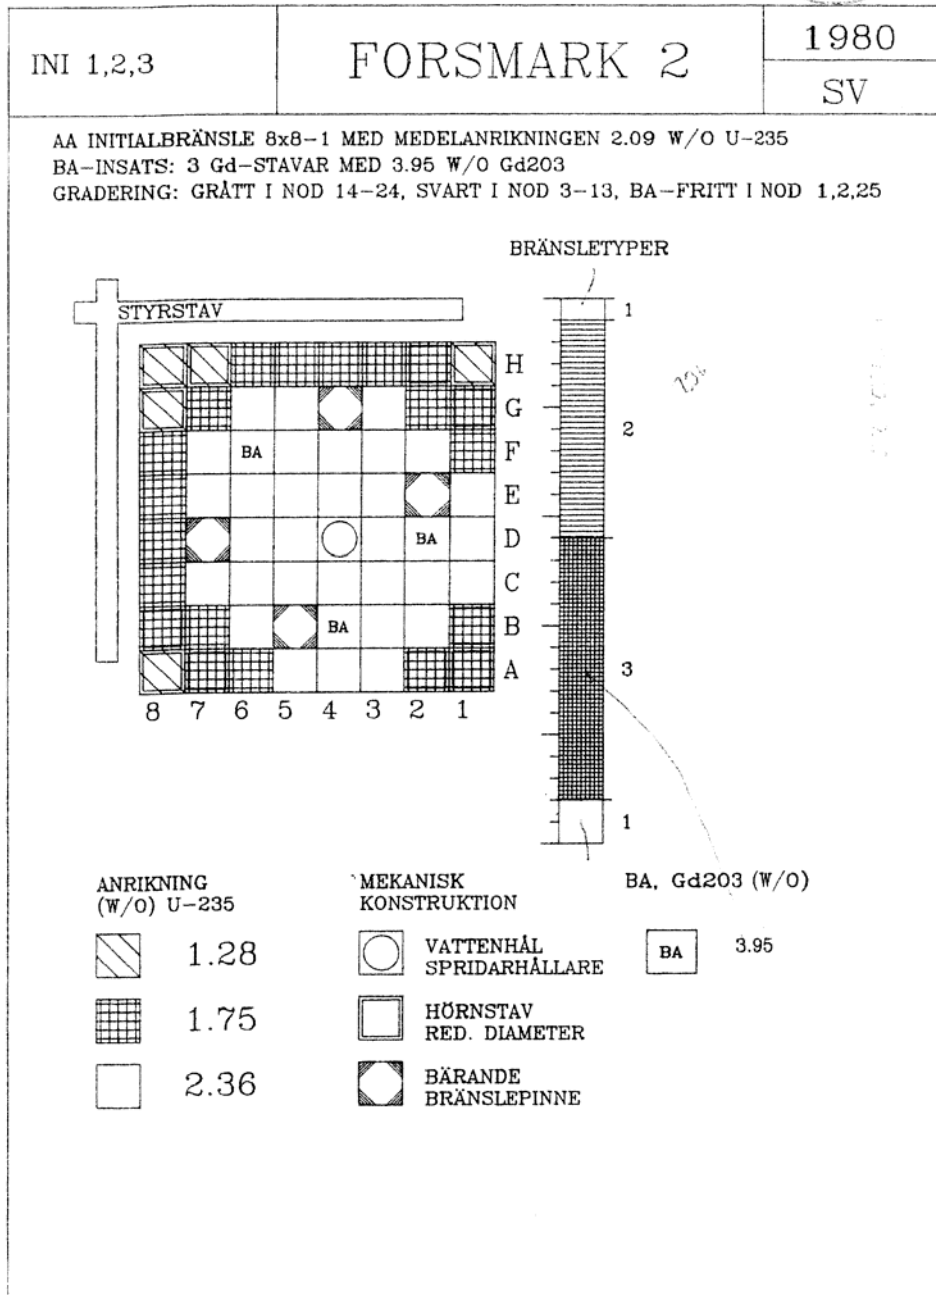 INI 1,2,3
FORSMARK 2
1980
SV
AA INITIALBRÄNSLE 8x8-1 MED MEDELANRIKNINGEN 2.09 W/O U-235
BA-INSATS: 3 Gd-STAVAR MED 3.95 W/O Gd203
GRADERING: GRÅTT I NOD 14-24, SVART I NOD 3-13, BA-FRITT I NOD 1,2,25
BRÄNSLETYPER
STYRSTAV
1
H
G
2
BA
F
E
BA
D
C
BA
B
A
3
8 7 6 5 4 3 2 1
1
ANRIKNING
(W/O) U-235
1.28
1.75
2.36
MEKANISK
KONSTRUKTION
VATTENHÅL
SPRIDARHÅLLARE
HÖRNSTAV
RED. DIAMETER
BÄRANDE
BRÄNSLEPINNE
BA, Gd203 (W/O)
BA 3.95